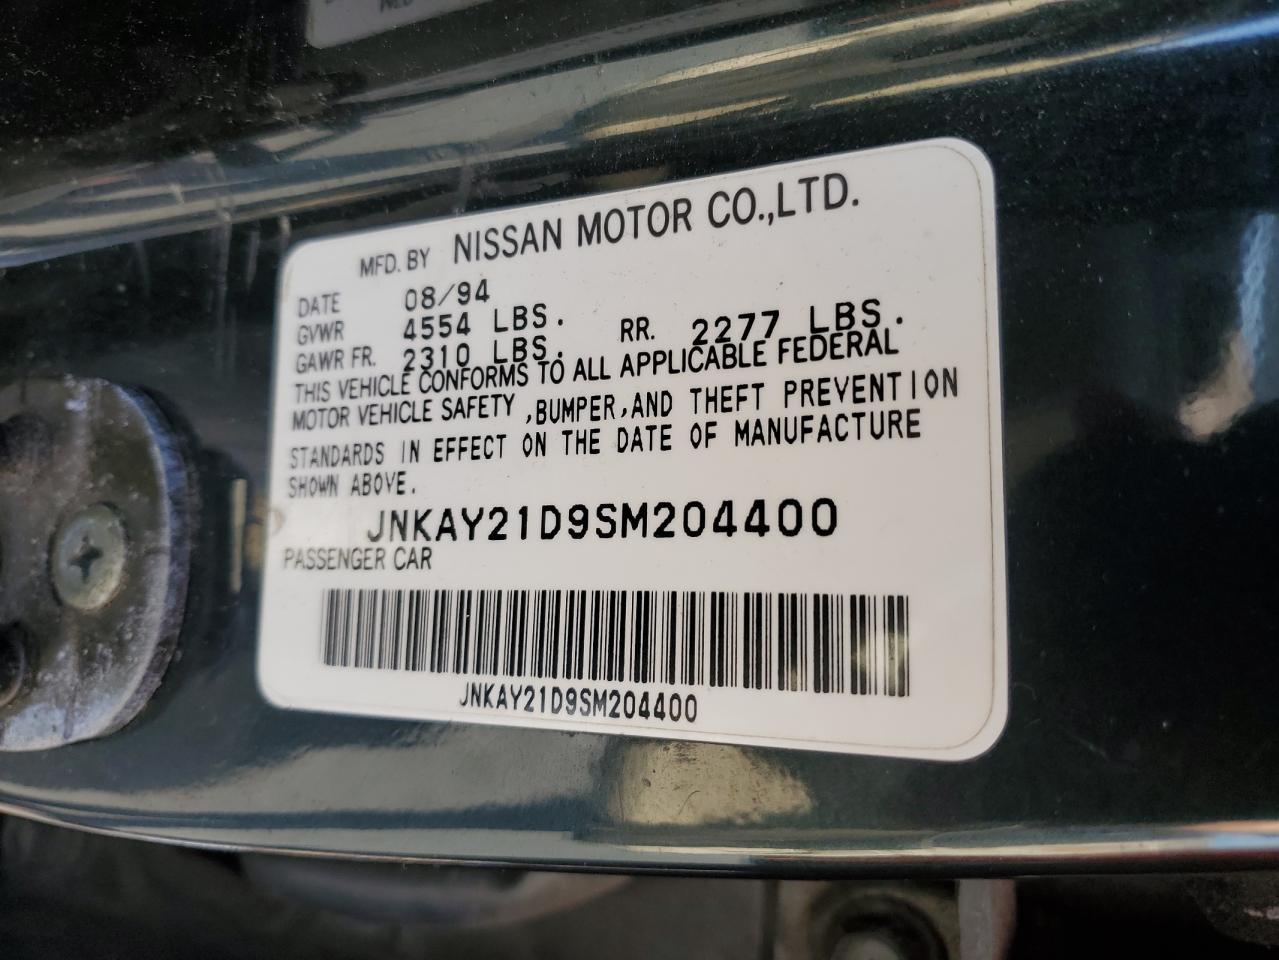 MFD. BY NISSAN MOTOR CO.,LTD.
DATE 08/94
GVWR 4554 LBS.
GAWR FR. 2310 LBS. RR. 2277 LBS.
THIS VEHICLE CONFORMS TO ALL APPLICABLE FEDERAL
MOTOR VEHICLE SAFETY ,BUMPER,AND THEFT PREVENTION
STANDARDS IN EFFECT ON THE DATE OF MANUFACTURE
SHOWN ABOVE.
JNKAY21D9SM204400
PASSENGER CAR
JNKAY21D9SM204400